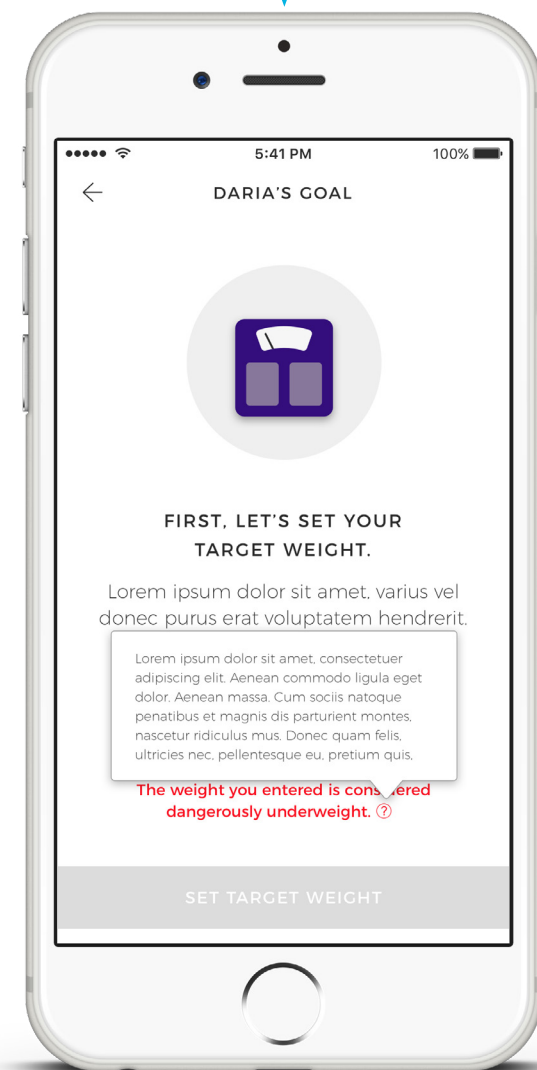 5:41 PM
100%
DARIA'S GOAL
FIRST, LET'S SET YOUR
TARGET WEIGHT.
Lorem ipsum dolor sit amet, varius vel
donec purus erat voluptatem hendrerit.
Lorem ipsum dolor sit amet, consectetuer
adipiscing elit. Aenean commodo ligula eget
dolor. Aenean massa. Cum sociis natoque
penatibus et magnis dis parturient montes,
nascetur ridiculus mus. Donec quam felis,
ultricies nec, pellentesque eu, pretium quis,
The weight you entered is considered
dangerously underweight. ?
SET TARGET WEIGHT